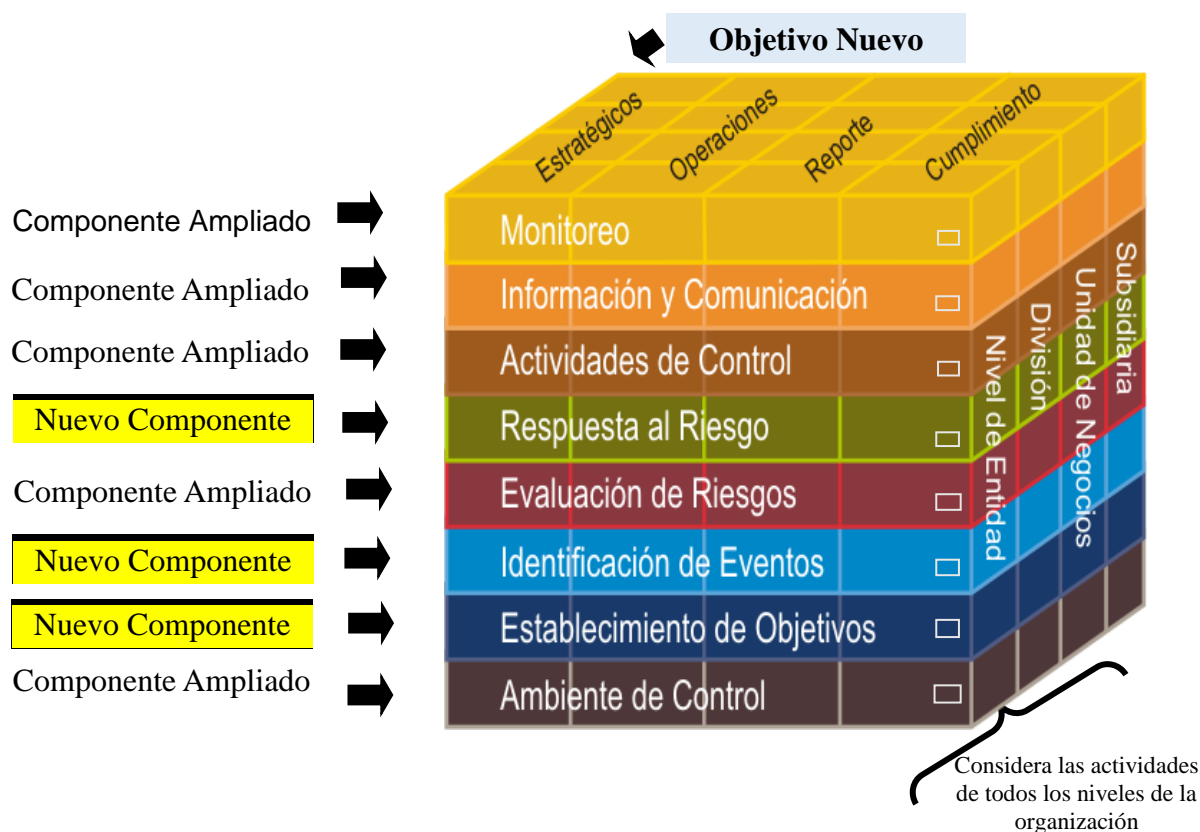 Objetivo Nuevo
Estratégicos
Operaciones
Reporte
Cumplimiento
Componente Ampliado
Monitoreo
Componente Ampliado
Información y Comunicación
Componente Ampliado
Actividades de Control
Nuevo Componente
Respuesta al Riesgo
Componente Ampliado
Evaluación de Riesgos
Nuevo Componente
Identificación de Eventos
Nuevo Componente
Establecimiento de Objetivos
Componente Ampliado
Ambiente de Control
Nivel de Entidad
División
Unidad de Negocios
Subsidiaria
Considera las actividades
de todos los niveles de la
organización